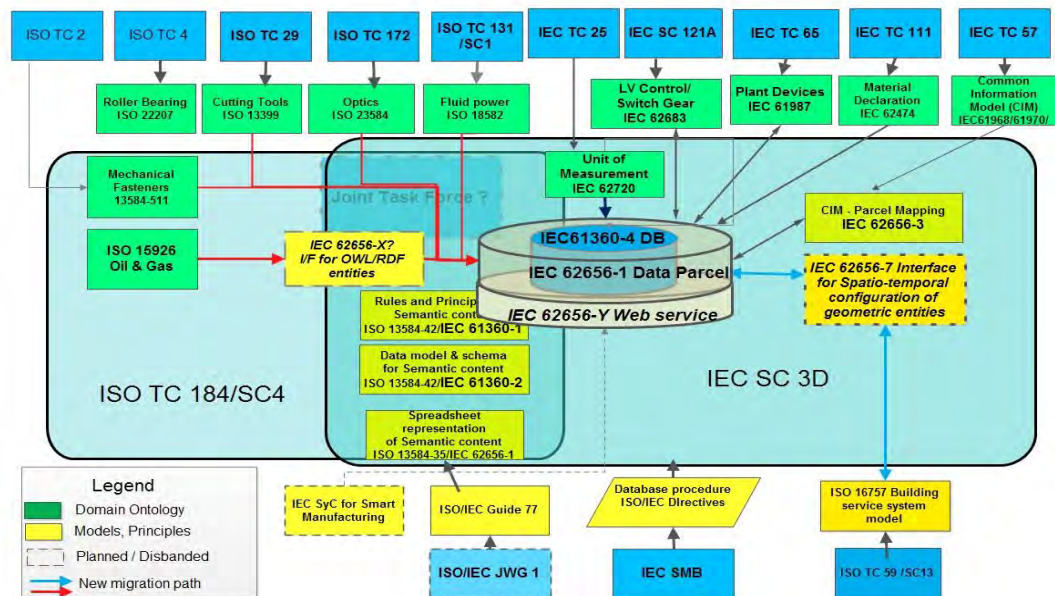 ISO TC 2
ISO TC 4
ISO TC 29
ISO TC 172
ISO TC 131
/SC1
IEC TC 25
IEC SC 121A
IEC TC 65
IEC TC 111
IEC TC 57
Roller Bearing
ISO 22207
Cutting Tools
ISO 13399
Optics
ISO 23584
Fluid power
ISO 18582
LV Control/
Switch Gear
IEC 62683
Plant Devices
IEC 61987
Material
Declaration
IEC 62474
Common
Information
Model (CIM)
IEC61968/61970/
Mechanical
Fasteners
13584-511
Joint Task Force ?
Unit of
Measurement
IEC 62720
CIM - Parcel Mapping
IEC 62656-3
ISO 15926
Oil & Gas
IEC 62656-X?
I/F for OWL/RDF
entities
IEC61360-4 DB
IEC 62656-1 Data Parcel
IEC 62656-Y Web service
IEC 62656-7 Interface
for Spatio-temporal
configuration of
geometric entities
Rules and Princip
Semantic cont
ISO 13584-42/IEC 61360-1
Data model & schema
for Semantic content
ISO 13584-42/IEC 61360-2
ISO TC 184/SC4
IEC SC 3D
Spreadsheet
representation
of Semantic content
ISO 13584-35/IEC 62656-1
Legend
Domain Ontology
Models, Principles
Planned / Disbanded
New migration path
IEC SyC for Smart
Manufacturing
ISO/IEC Guide 77
Database procedure
ISO/IEC DIrectives
ISO 16757 Building
service system
model
ISO/IEC JWG 1
IEC SMB
ISO TC 59 /SC13